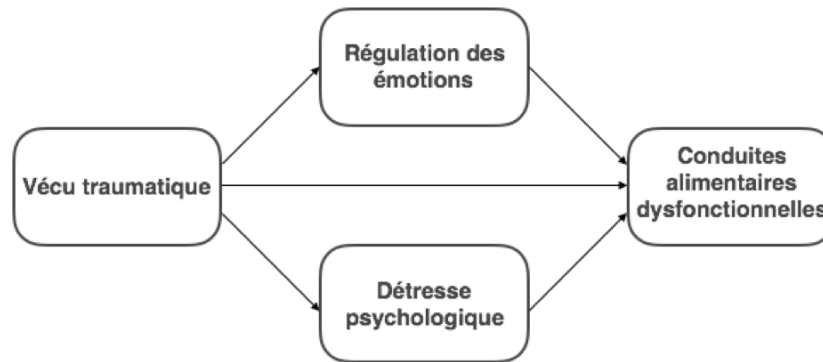 Régulation des
émotions
Vécu traumatique
Conduites
alimentaires
dysfonctionnelles
Détresse
psychologique